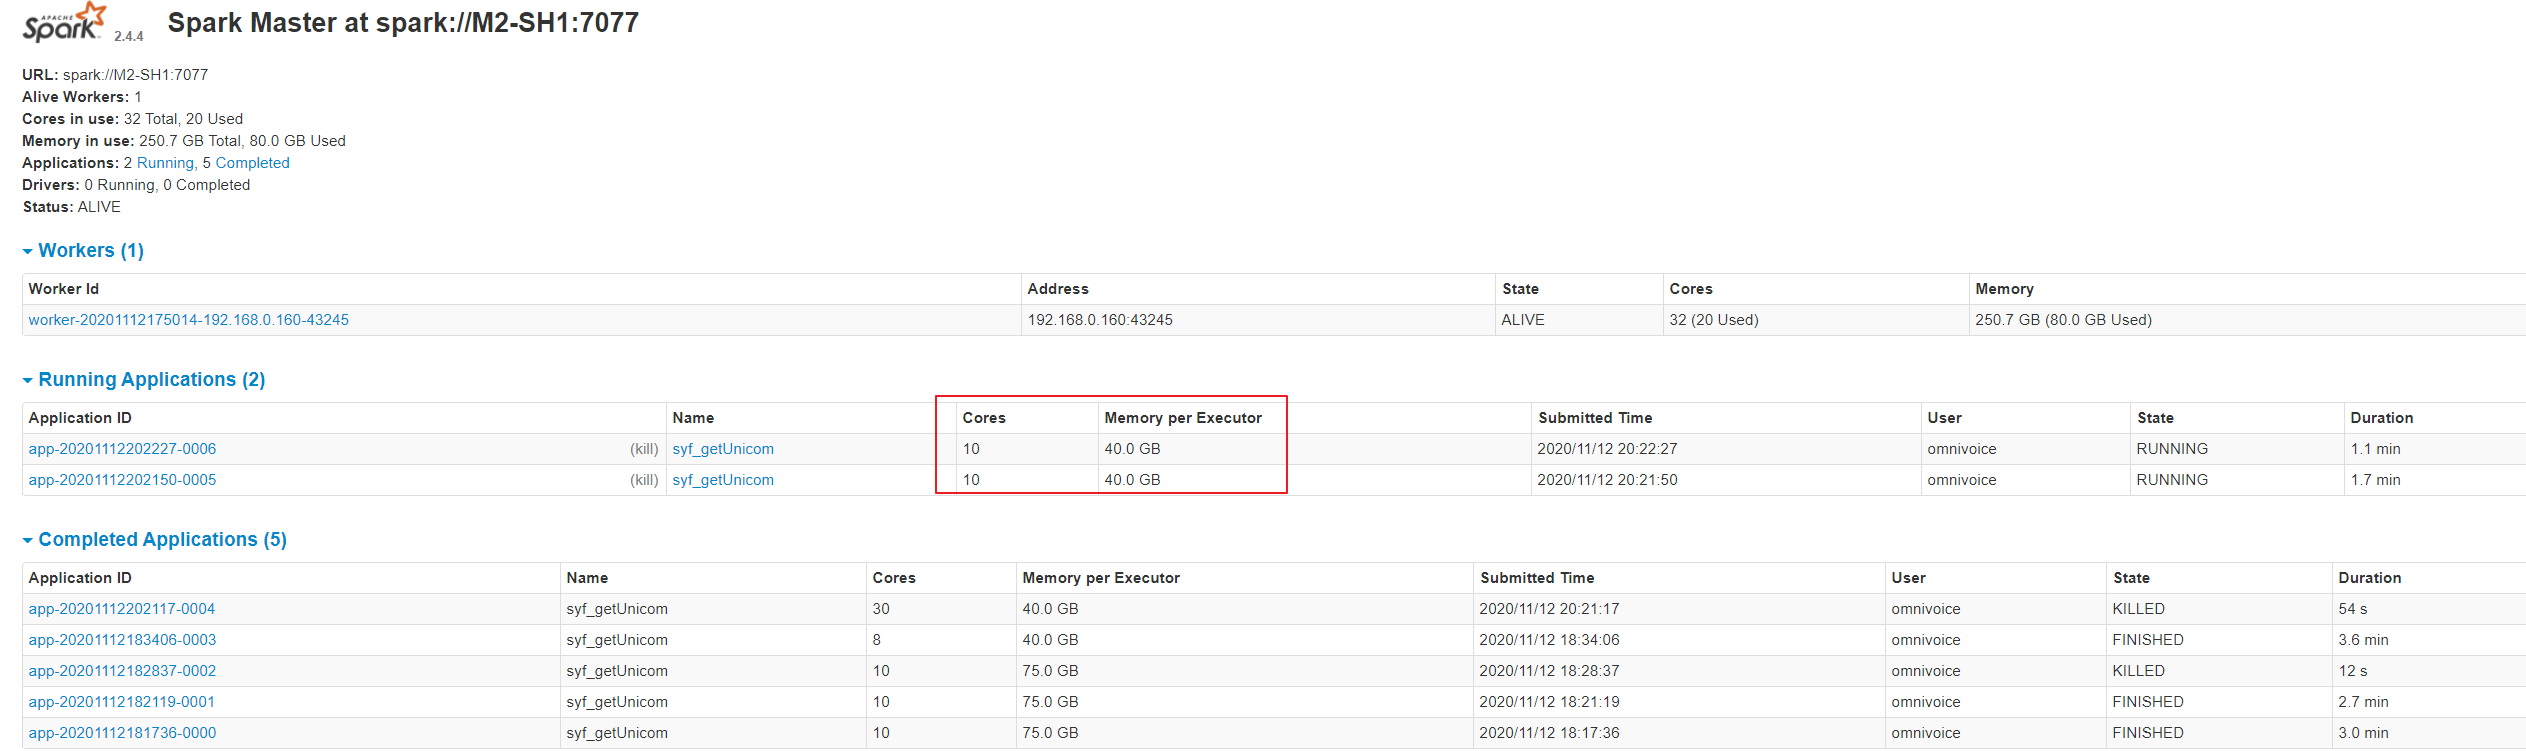 APACHE Spark 2.4.4 Spark Master at spark://M2-SH1:7077
URL: spark://M2-SH1:7077
Alive Workers: 1
Cores in use: 32 Total, 20 Used
Memory in use: 250.7 GB Total, 80.0 GB Used
Applications: 2 Running, 5 Completed
Drivers: 0 Running, 0 Completed
Status: ALIVE
Workers (1)
Worker Id Address State Cores Memory
worker-20201112175014-192.168.0.160-43245 192.168.0.160:43245 ALIVE 32 (20 Used) 250.7 GB (80.0 GB Used)
Running Applications (2)
Application ID Name Cores Memory per Executor Submitted Time User State Duration
app-20201112202227-0006 (kill) syf_getUnicom 10 40.0 GB 2020/11/12 20:22:27 omnivoice RUNNING 1.1 min
app-20201112202150-0005 (kill) syf_getUnicom 10 40.0 GB 2020/11/12 20:21:50 omnivoice RUNNING 1.7 min
Completed Applications (5)
Application ID Name Cores Memory per Executor Submitted Time User State Duration
app-20201112202117-0004 syf_getUnicom 30 40.0 GB 2020/11/12 20:21:17 omnivoice KILLED 54 s
app-20201112183406-0003 syf_getUnicom 8 40.0 GB 2020/11/12 18:34:06 omnivoice FINISHED 3.6 min
app-20201112182837-0002 syf_getUnicom 10 75.0 GB 2020/11/12 18:28:37 omnivoice KILLED 12 s
app-20201112182119-0001 syf_getUnicom 10 75.0 GB 2020/11/12 18:21:19 omnivoice FINISHED 2.7 min
app-20201112181736-0000 syf_getUnicom 10 75.0 GB 2020/11/12 18:17:36 omnivoice FINISHED 3.0 min